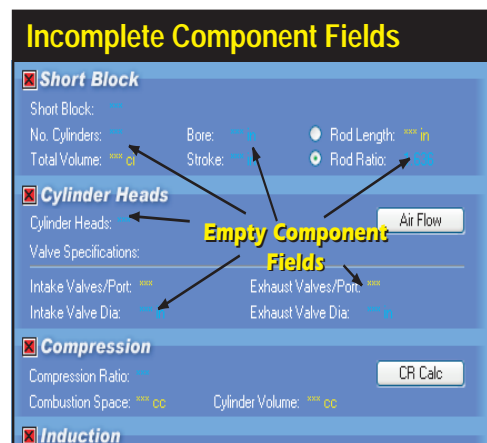 Incomplete Component Fields
Short Block
Short Block: ***
No. Cylinders: *** Bore: *** in Rod Length: *** in
Total Volume: *** ci Stroke: *** in Rod Ratio:
Cylinder Heads
Cylinder Heads: *** Air Flow
Empty Component
Fields
Valve Specifications:
Intake Valves/Port: *** Exhaust Valves/Port: ***
Intake Valve Dia: Exhaust Valve Dia:
Compression
Compression Ratio: *** CR Calc
Combustion Space: *** cc Cylinder Volume: *** cc
Induction